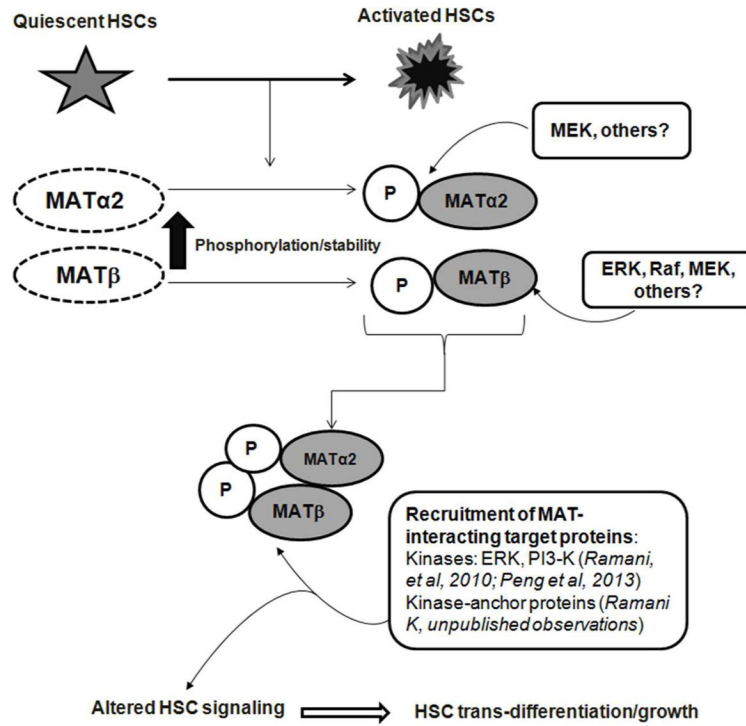 Quiescent HSCs
Activated HSCs
MEK, others?
MATα2
P
MATα2
Phosphorylation/stability
MATβ
P
MATβ
ERK, Raf, MEK,
others?
P
MATα2
P
MATβ
Recruitment of MAT-
interacting target proteins:
Kinases: ERK, PI3-K (Ramani,
et al, 2010; Peng et al, 2013)
Kinase-anchor proteins (Ramani
K, unpublished observations)
Altered HSC signaling
HSC trans-differentiation/growth